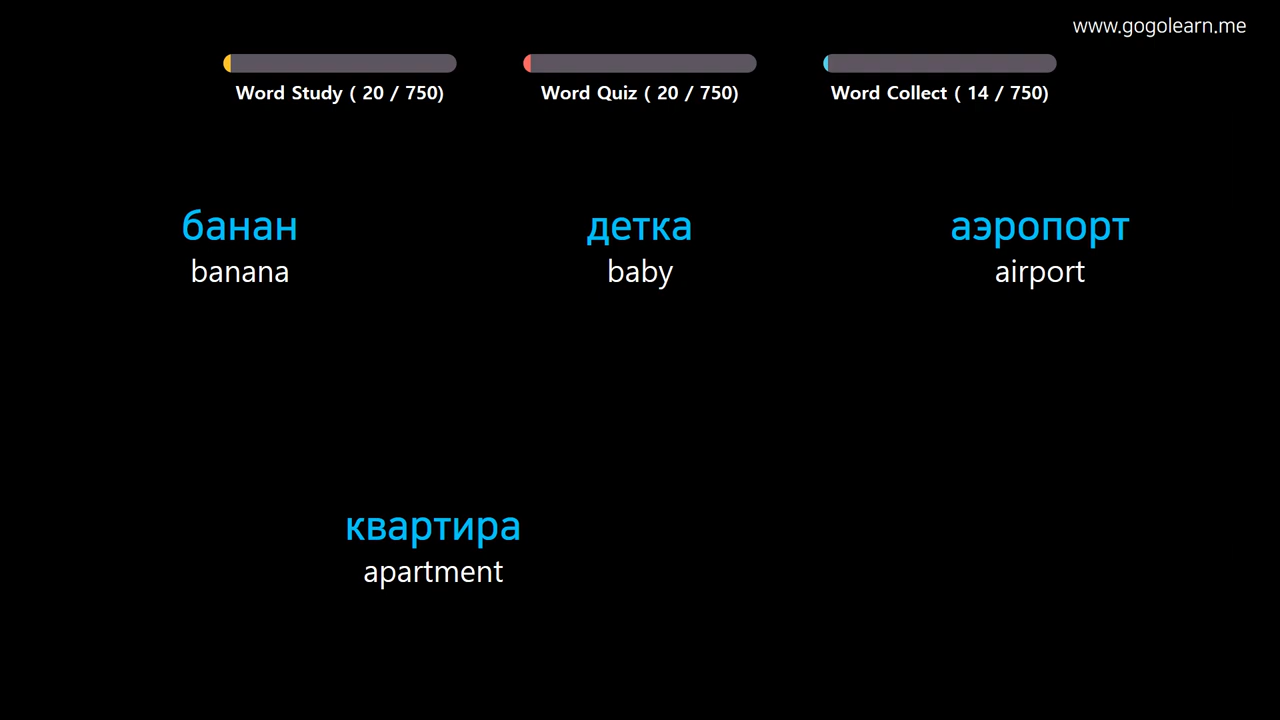 www.gogolearn.me
Word Study ( 20 / 750)
Word Quiz ( 20 / 750)
Word Collect ( 14 / 750)
банан
banana
детка
baby
аэропорт
airport
квартира
apartment